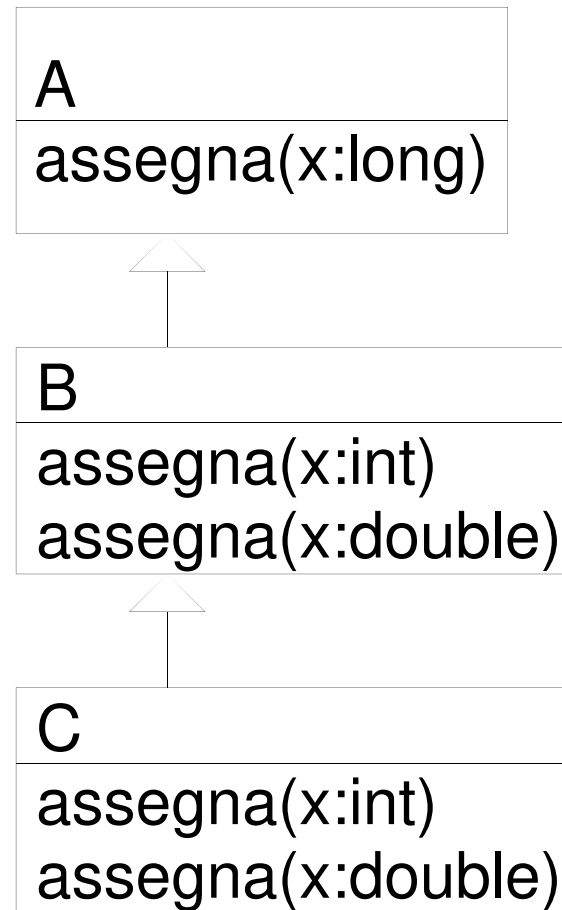 A
assegna(x:long)
B
assegna(x:int)
assegna(x:double)
C
assegna(x:int)
assegna(x:double)